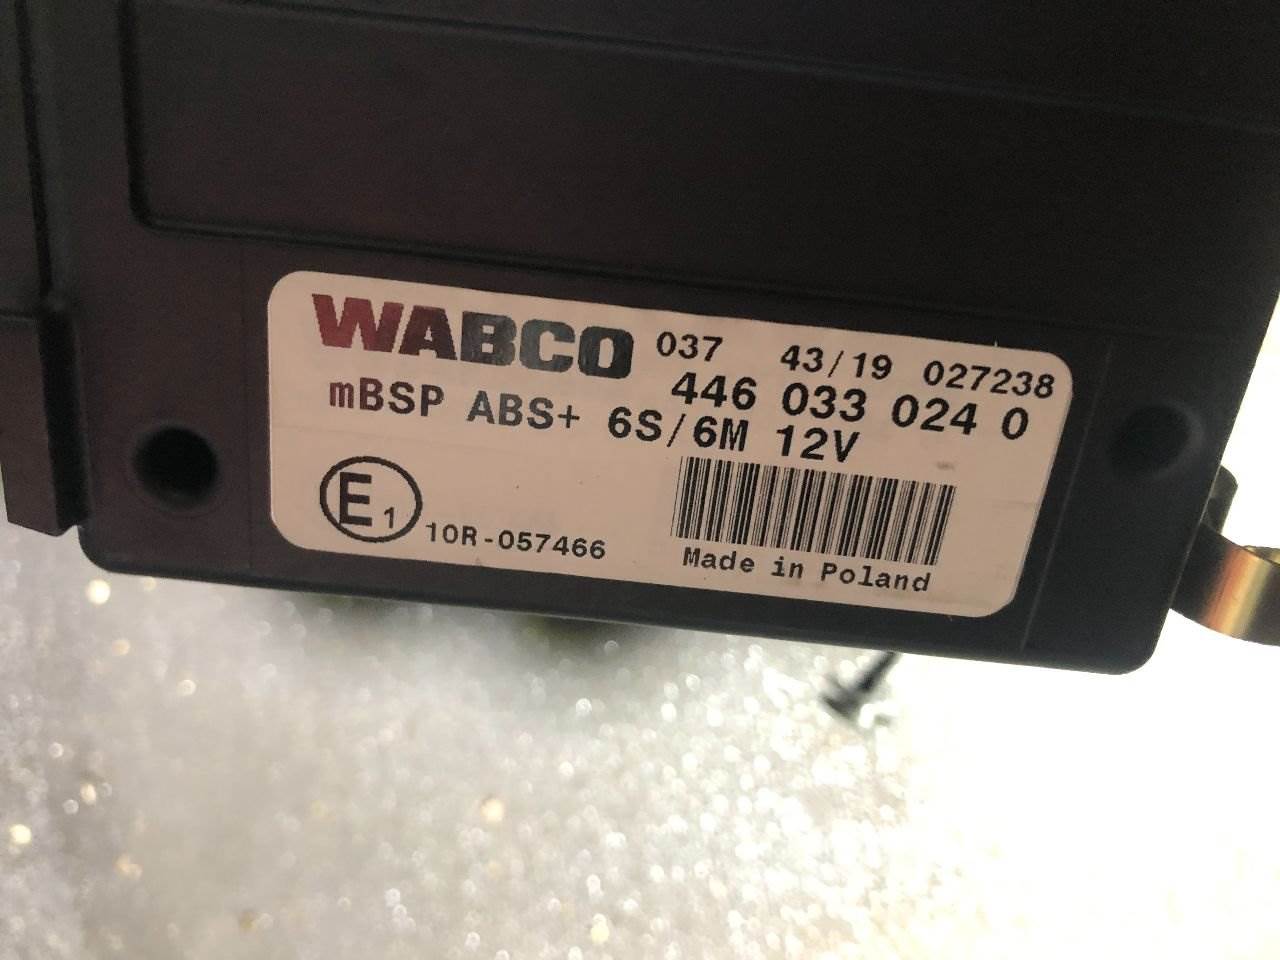 WABCO 037 43/19 027238
446 033 024 0
mBSP ABS+ 6S/6M 12V
E1 10R-057466
Made in Poland